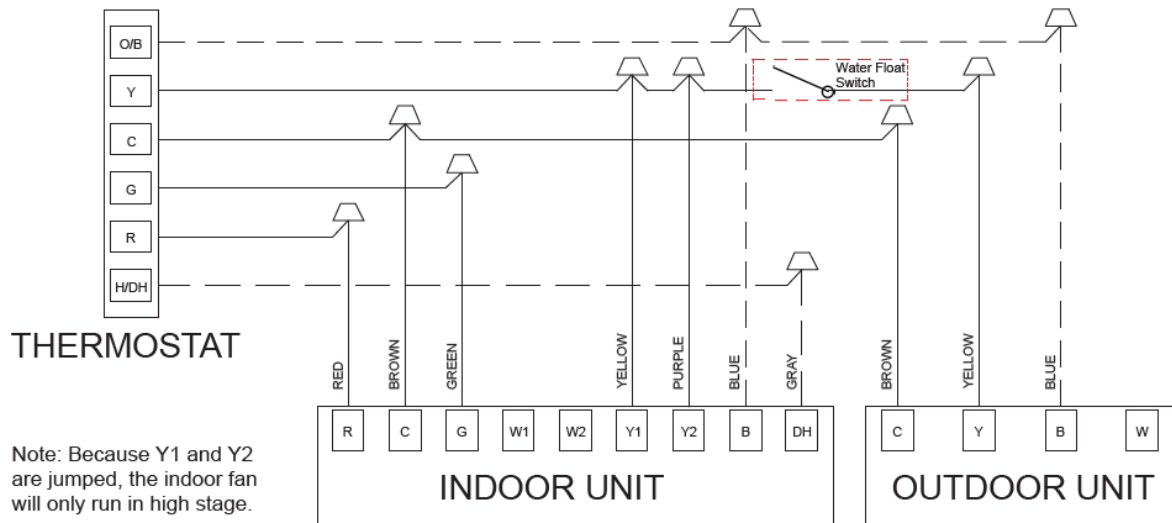 O/B
Y
C
G
R
H/DH
THERMOSTAT
Water Float
Switch
RED
BROWN
GREEN
YELLOW
PURPLE
BLUE
GRAY
BROWN
YELLOW
BLUE
R
C
G
W1
W2
Y1
Y2
B
DH
C
Y
B
W
INDOOR UNIT
OUTDOOR UNIT
Note: Because Y1 and Y2
are jumped, the indoor fan
will only run in high stage.